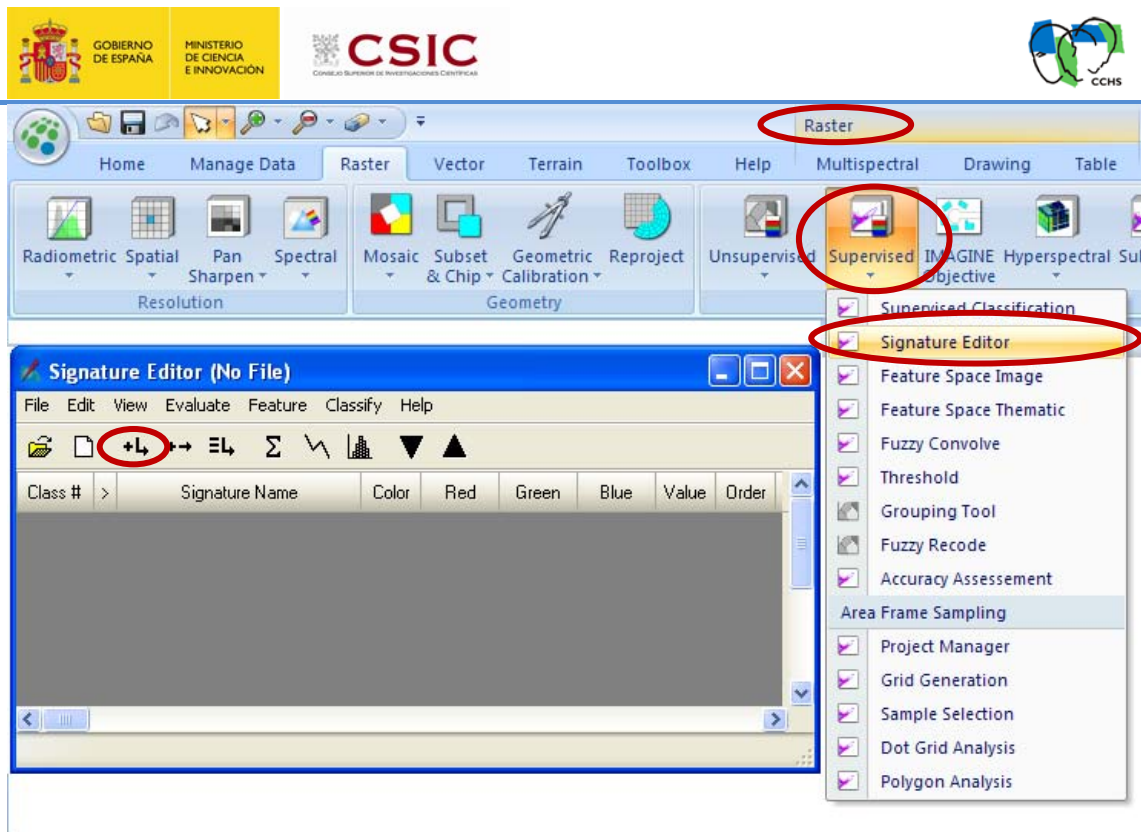 GOBIERNO
DE ESPAÑA
MINISTERIO
DE CIENCIA
E INNOVACIÓN
CSIC
CONSEJO SUPERIOR DE INVESTIGACIONES CIENTÍFICAS
CCHS
Raster
Home Manage Data Raster Vector Terrain Toolbox Help Multispectral Drawing Table
Radiometric Spatial Pan Sharpen Spectral Mosaic Subset & Chip Geometric Calibration Reproject Unsupervised Supervised IMAGINE Objective Hyperspectral Sub
Resolution Geometry
Supervised Classification
Signature Editor
Feature Space Image
Feature Space Thematic
Fuzzy Convolve
Threshold
Grouping Tool
Fuzzy Recode
Accuracy Assessement
Area Frame Sampling
Project Manager
Grid Generation
Sample Selection
Dot Grid Analysis
Polygon Analysis
Signature Editor (No File)
File Edit View Evaluate Feature Classify Help
Class # > Signature Name Color Red Green Blue Value Order